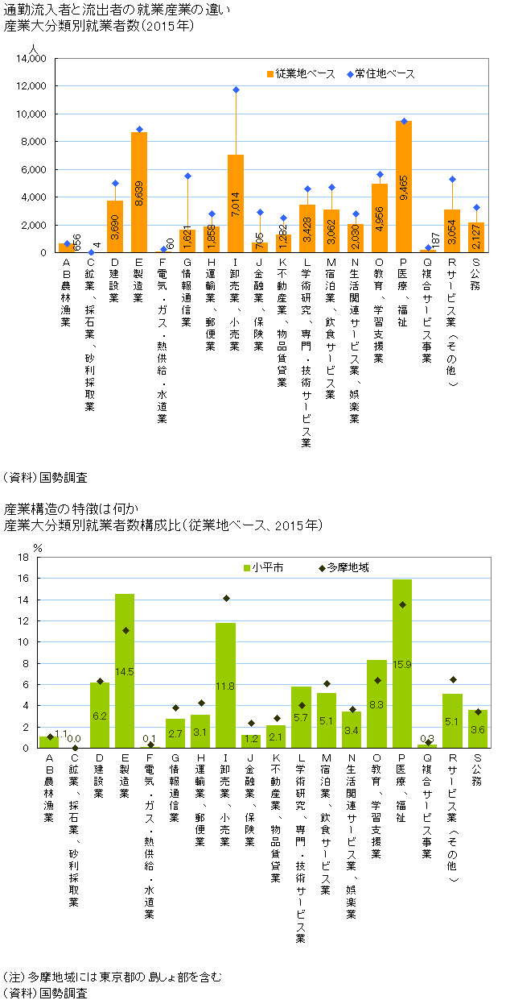 通勤流入者と流出者の就業産業の違い
産業大分類別就業者数（2015年）
人
14,000
12,000
10,000
8,000
6,000
4,000
2,000
0
従業地ベース
常住地ベース
656
4
3,690
8,639
60
1,621
1,858
7,014
705
1,282
3,428
3,062
2,030
4,956
9,465
187
3,054
2,127
ＡＢ農林漁業
Ｃ鉱業、採石業、砂利採取業
Ｄ建設業
Ｅ製造業
Ｆ電気・ガス・熱供給・水道業
Ｇ情報通信業
Ｈ運輸業、郵便業
Ｉ卸売業、小売業
Ｊ金融業、保険業
Ｋ不動産業、物品賃貸業
Ｌ学術研究、専門・技術サービス業
Ｍ宿泊業、飲食サービス業
Ｎ生活関連サービス業、娯楽業
Ｏ教育、学習支援業
Ｐ医療、福祉
Ｑ複合サービス事業
Ｒサービス業（その他）
Ｓ公務
（資料）国勢調査
産業構造の特徴は何か
産業大分類別就業者数構成比（従業地ベース、2015年）
％
18
16
14
12
10
8
6
4
2
0
小平市
多摩地域
1.1
0.0
6.2
14.5
0.1
2.7
3.1
11.8
1.2
2.1
5.7
5.1
3.4
8.3
15.9
0.3
5.1
3.6
ＡＢ農林漁業
Ｃ鉱業、採石業、砂利採取業
Ｄ建設業
Ｅ製造業
Ｆ電気・ガス・熱供給・水道業
Ｇ情報通信業
Ｈ運輸業、郵便業
Ｉ卸売業、小売業
Ｊ金融業、保険業
Ｋ不動産業、物品賃貸業
Ｌ学術研究、専門・技術サービス業
Ｍ宿泊業、飲食サービス業
Ｎ生活関連サービス業、娯楽業
Ｏ教育、学習支援業
Ｐ医療、福祉
Ｑ複合サービス事業
Ｒサービス業（その他）
Ｓ公務
（注）多摩地域には東京都の島しょ部を含む
（資料）国勢調査